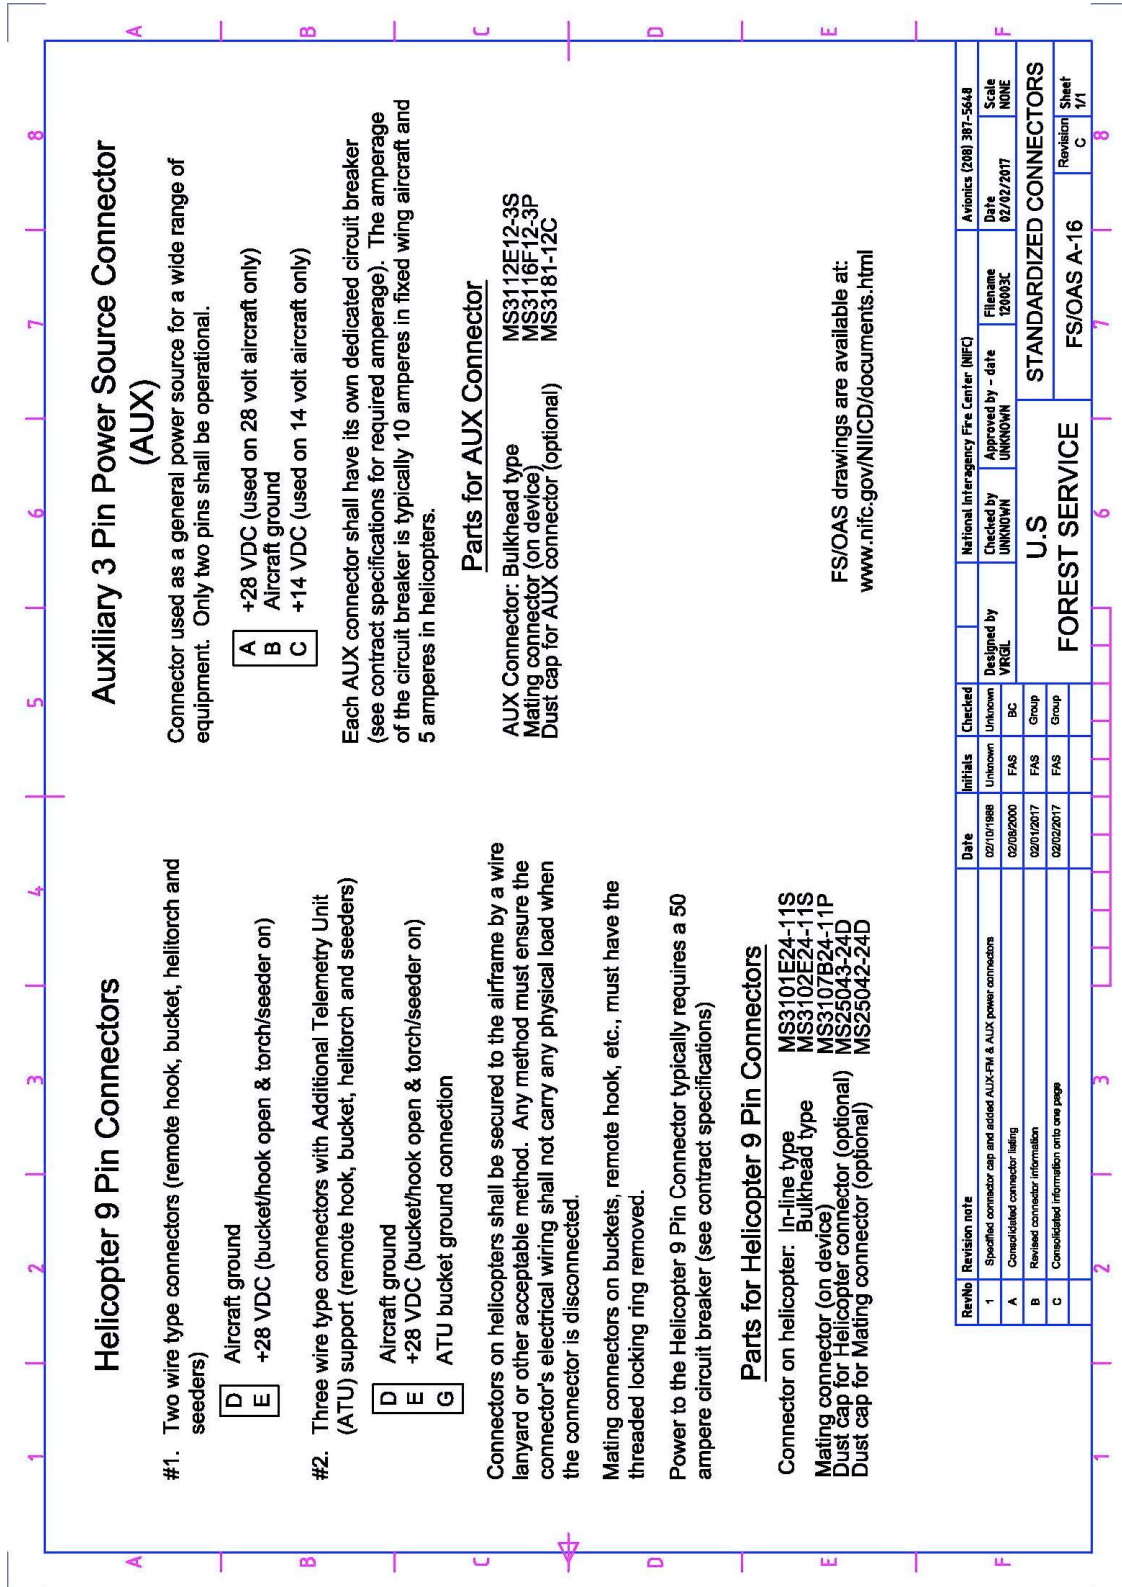 1 2 3 4 5 6 7 8
A
B
C
D
E
F
Helicopter 9 Pin Connectors
#1. Two wire type connectors (remote hook, bucket, helitorch and
seeders)
D Aircraft ground
E +28 VDC (bucket/hook open & torch/seeder on)
#2. Three wire type connectors with Additional Telemetry Unit
(ATU) support (remote hook, bucket, helitorch and seeders)
D Aircraft ground
E +28 VDC (bucket/hook open & torch/seeder on)
G ATU bucket ground connection
Connectors on helicopters shall be secured to the airframe by a wire
lanyard or other acceptable method. Any method must ensure the
connector's electrical wiring shall not carry any physical load when
the connector is disconnected.
Mating connectors on buckets, remote hook, etc., must have the
threaded locking ring removed.
Power to the Helicopter 9 Pin Connector typically requires a 50
ampere circuit breaker (see contract specifications)
Parts for Helicopter 9 Pin Connectors
Connector on helicopter: In-line type MS3101E24-11S
Bulkhead type MS3102E24-11S
Mating connector (on device) MS3107B24-11P
Dust cap for Helicopter connector (optional) MS25043-24D
Dust cap for Mating connector (optional) MS25042-24D
Auxiliary 3 Pin Power Source Connector
(AUX)
Connector used as a general power source for a wide range of
equipment. Only two pins shall be operational.
A +28 VDC (used on 28 volt aircraft only)
B Aircraft ground
C +14 VDC (used on 14 volt aircraft only)
Each AUX connector shall have its own dedicated circuit breaker
(see contract specifications for required amperage). The amperage
of the circuit breaker is typically 10 amperes in fixed wing aircraft and
5 amperes in helicopters.
Parts for AUX Connector
AUX Connector: Bulkhead type MS3112E12-3S
Mating connector (on device) MS3116F12-3P
Dust cap for AUX connector (optional) MS3181-12C
FS/OAS drawings are available at:
www.nifc.gov/NIICD/documents.html
A
B
C
D
E
F
RevNo Revision note Date Initials Checked
1 Specified connector cap and added AUX-FM & AUX power connectors 02/10/1988 Unknown Unknown
A Consolidated connector listing 02/08/2000 FAS BC
B Revised connector information 02/01/2017 FAS Group
C Consolidated information onto one page 02/02/2017 FAS Group
National Interagency Fire Center (NIFC) Avionics (208) 387-5648
Designed by Checked by Approved by - date Filename Date Scale
VIRGIL UNKNOWN UNKNOWN 120003C 02/02/2017 NONE
U.S
FOREST SERVICE
STANDARDIZED CONNECTORS
FS/OAS A-16
Revision
C
Sheet
1/1
1 2 3 4 5 6 7 8